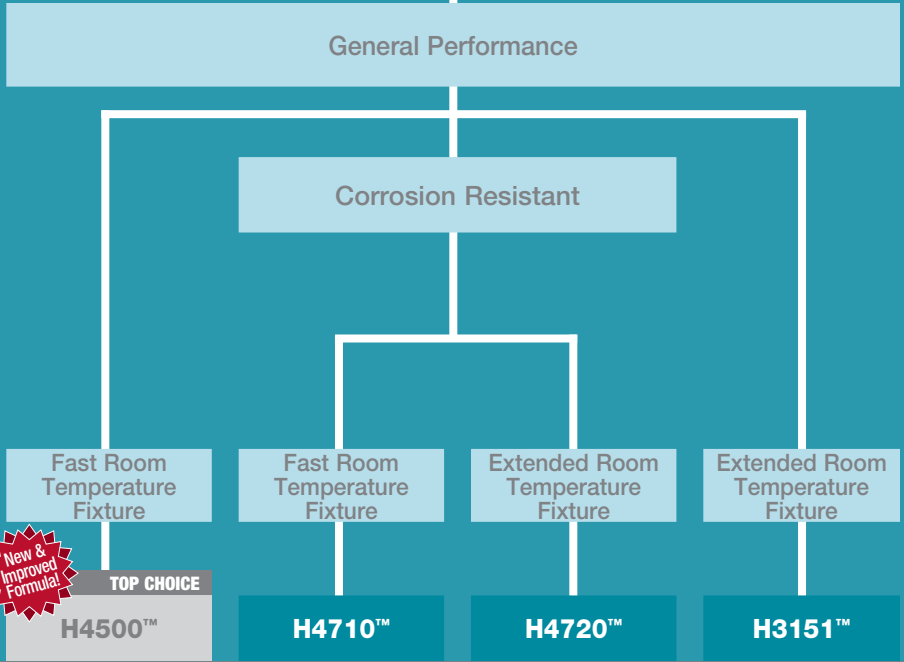 General Performance
Corrosion Resistant
Fast Room
Temperature
Fixture
Fast Room
Temperature
Fixture
Extended Room
Temperature
Fixture
Extended Room
Temperature
Fixture
New &
Improved
Formula!
TOP CHOICE
H4500™
H4710™
H4720™
H3151™